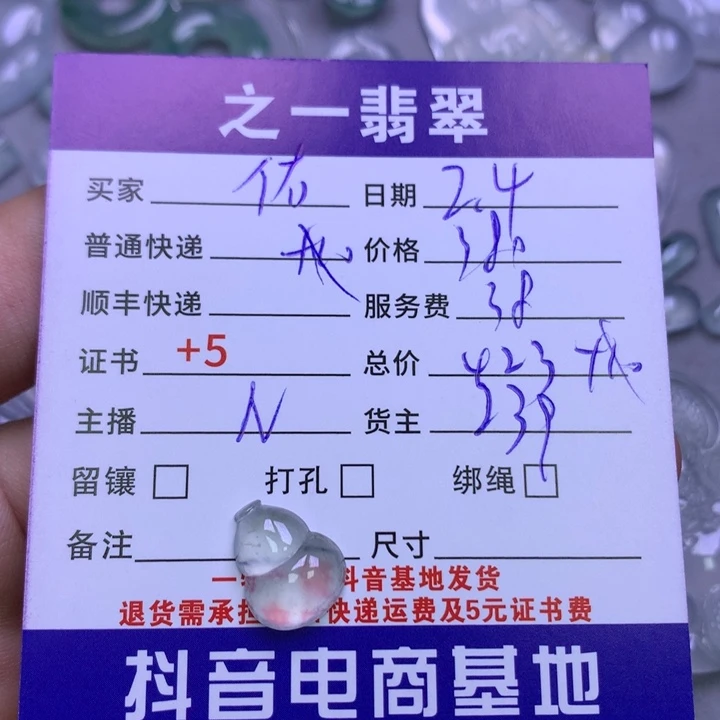 之一翡翠
买家 佑 日期 2.4
普通快递 价格 380
顺丰快递 服务费 38
证书 +5 总价 423
主播 N 货主 539
留镶 打孔 绑绳
备注 尺寸
一 抖音基地发货
退货需承担 快递运费及5元证书费
抖音电商基地